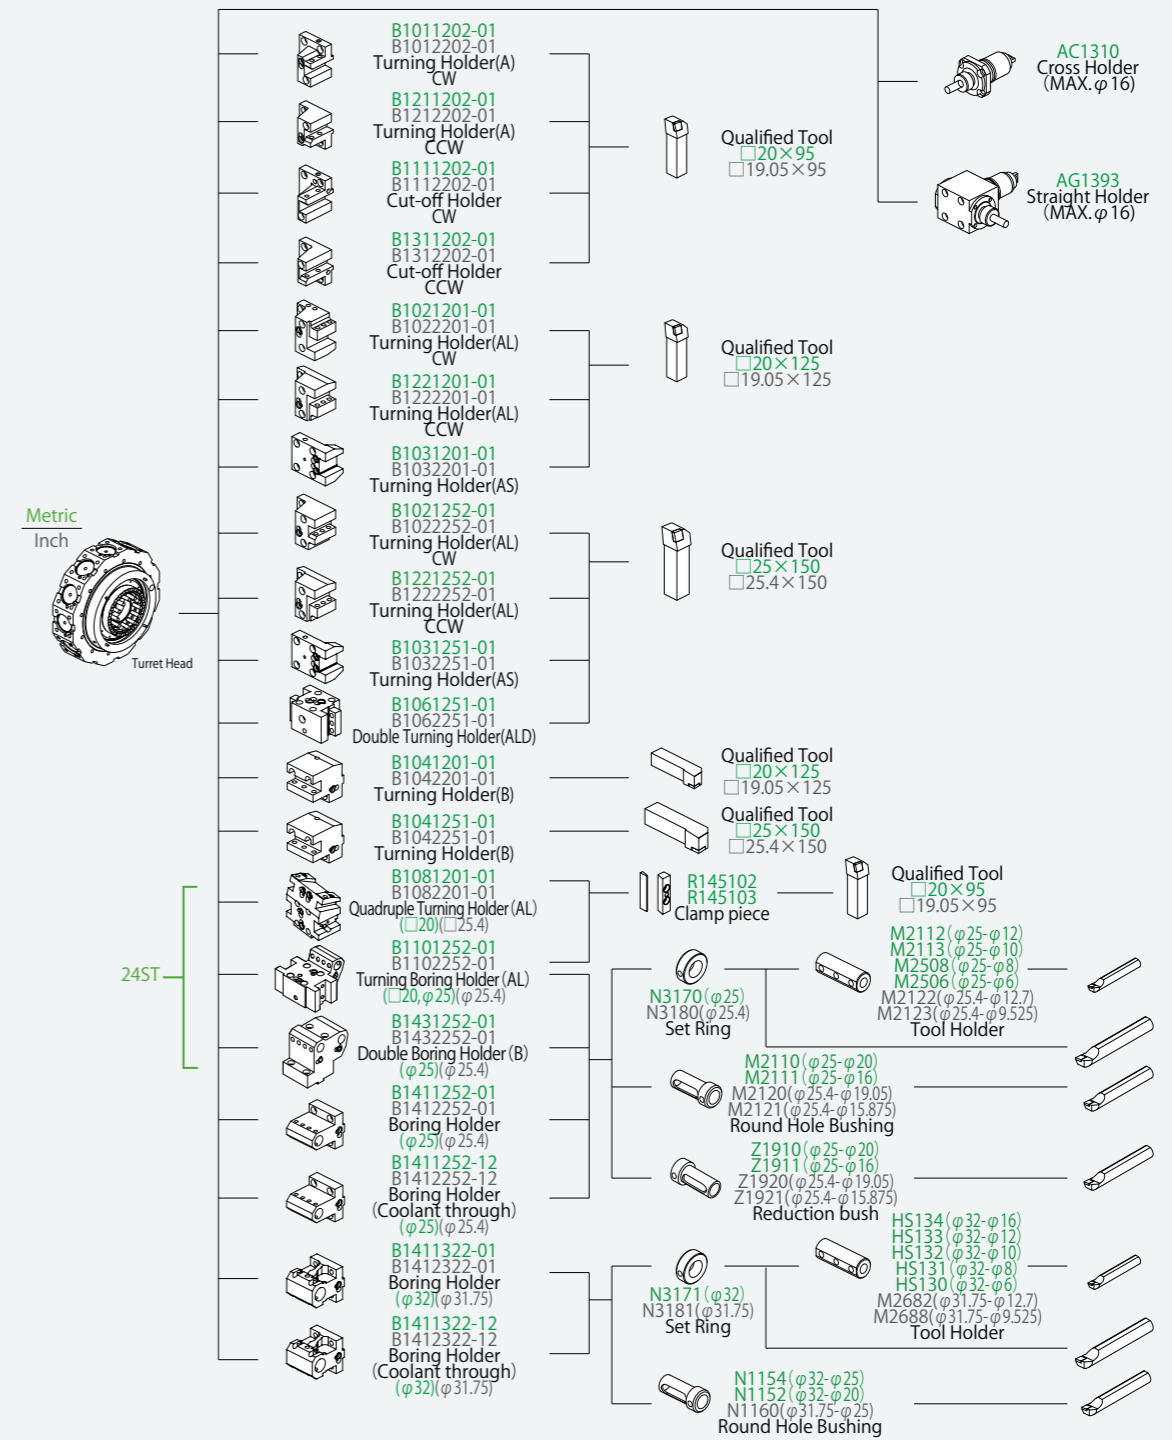 Metric
Inch
Turret Head
24ST
B1011202-01
B1012202-01
Turning Holder(A)
CW
B1211202-01
B1212202-01
Turning Holder(A)
CCW
B1111202-01
B1112202-01
Cut-off Holder
CW
B1311202-01
B1312202-01
Cut-off Holder
CCW
Qualified Tool
□20×95
□19.05×95
AC1310
Cross Holder
(MAX.φ16)
AG1393
Straight Holder
(MAX.φ16)
B1021201-01
B1022201-01
Turning Holder(AL)
CW
B1221201-01
B1222201-01
Turning Holder(AL)
CCW
B1031201-01
B1032201-01
Turning Holder(AS)
Qualified Tool
□20×125
□19.05×125
B1021252-01
B1022252-01
Turning Holder(AL)
CW
B1221252-01
B1222252-01
Turning Holder(AL)
CCW
B1031251-01
B1032251-01
Turning Holder(AS)
B1061251-01
B1062251-01
Double Turning Holder(ALD)
Qualified Tool
□25×150
□25.4×150
B1041201-01
B1042201-01
Turning Holder(B)
Qualified Tool
□20×125
□19.05×125
B1041251-01
B1042251-01
Turning Holder(B)
Qualified Tool
□25×150
□25.4×150
B1081201-01
B1082201-01
Quadruple Turning Holder(AL)
(□20)(□25.4)
R145102
R145103
Clamp piece
Qualified Tool
□20×95
□19.05×95
B1101252-01
B1102252-01
Turning Boring Holder(AL)
(□20,φ25)(φ25.4)
B1431252-01
B1432252-01
Double Boring Holder(B)
(φ25)(φ25.4)
B1411252-01
B1412252-01
Boring Holder
(φ25)(φ25.4)
B1411252-12
B1412252-12
Boring Holder
(Coolant through)
(φ25)(φ25.4)
N3170(φ25)
N3180(φ25.4)
Set Ring
M2112(φ25-φ12)
M2113(φ25-φ10)
M2508(φ25-φ8)
M2506(φ25-φ6)
M2122(φ25.4-φ12.7)
M2123(φ25.4-φ9.525)
Tool Holder
M2110(φ25-φ20)
M2111(φ25-φ16)
M2120(φ25.4-φ19.05)
M2121(φ25.4-φ15.875)
Round Hole Bushing
Z1910(φ25-φ20)
Z1911(φ25-φ16)
Z1920(φ25.4-φ19.05)
Z1921(φ25.4-φ15.875)
Reduction bush
B1411322-01
B1412322-01
Boring Holder
(φ32)(φ31.75)
B1411322-12
B1412322-12
Boring Holder
(Coolant through)
(φ32)(φ31.75)
N3171(φ32)
N3181(φ31.75)
Set Ring
HS134(φ32-φ16)
HS133(φ32-φ12)
HS132(φ32-φ10)
HS131(φ32-φ8)
HS130(φ32-φ6)
M2682(φ31.75-φ12.7)
M2688(φ31.75-φ9.525)
Tool Holder
N1154(φ32-φ25)
N1152(φ32-φ20)
N1160(φ31.75-φ25)
Round Hole Bushing